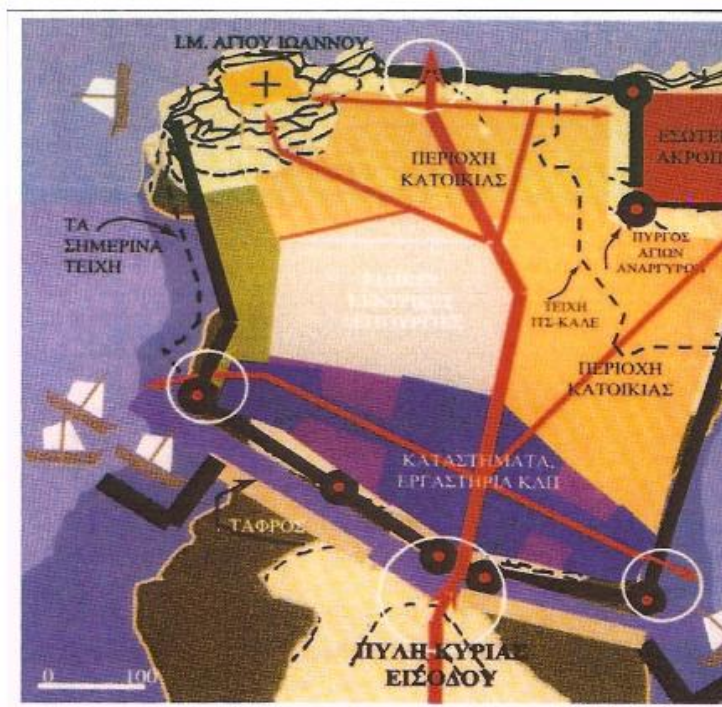 Ι.Μ. ΑΓΙΟΥ ΙΩΑΝΝΟΥ
ΕΣΩΤΕ
ΑΚΡΟΠ
ΠΕΡΙΟΧΗ
ΚΑΤΟΙΚΙΑΣ
ΤΑ
ΣΗΜΕΡΙΝΑ
ΤΕΙΧΗ
ΠΥΡΓΟΣ
ΑΓΙΩΝ
ΑΝΑΡΓΥΡΩΝ
ΤΕΙΧΗ
ΙΤΣ-ΚΑΛΕ
ΠΕΡΙΟΧΗ
ΚΑΤΟΙΚΙΑΣ
ΚΑΤΑΣΤΗΜΑΤΑ,
ΕΡΓΑΣΤΗΡΙΑ ΚΛΠ
ΤΑΦΡΟΣ
ΠΥΛΗ ΚΥΡΙΑΣ
ΕΙΣΟΔΟΥ
0 100